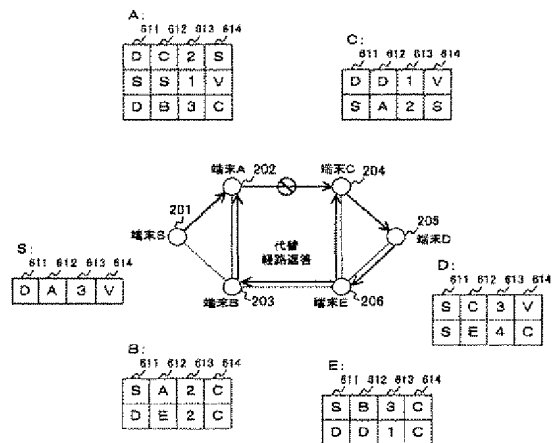 A:
611 612 613 614
D C 2 S
S S 1 V
D B 3 C
C:
611 612 613 614
D D 1 V
S A 2 S
端末A 202
端末C 204
201
端末S
205
端末D
代替
経路返答
S:
611 612 613 614
D A 3 V
端末B 203
端末E 206
D:
611 612 613 614
S C 3 V
S E 4 C
B:
611 612 613 614
S A 2 C
D E 2 C
E:
611 612 613 614
S B 3 C
D D 1 C